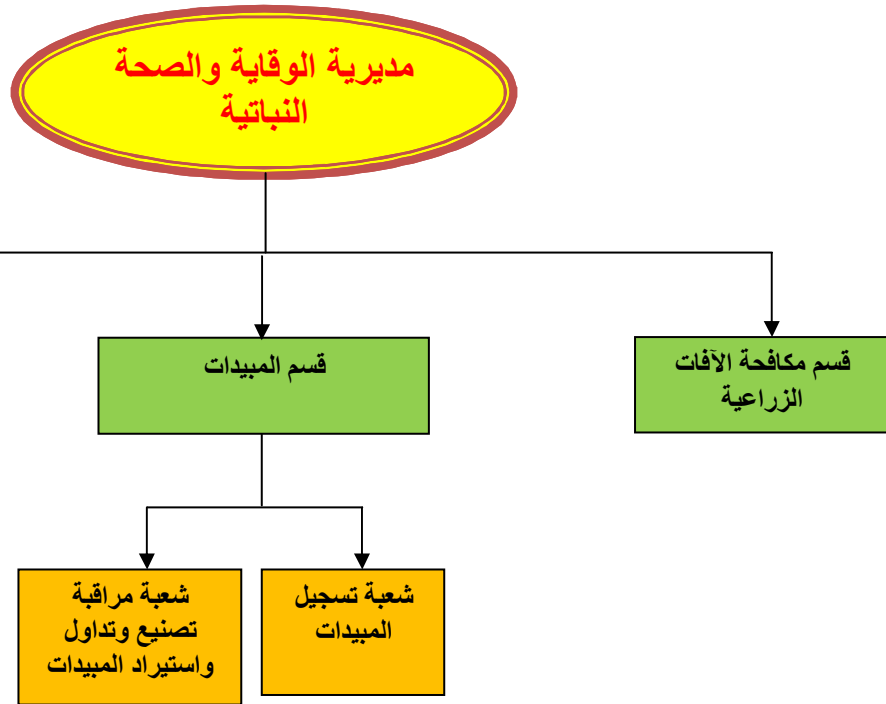 مديرية الوقاية والصحة
النباتية
قسم مكافحة الآفات
الزراعية
قسم المبيدات
شعبة تسجيل
المبيدات
شعبة مراقبة
تصنيع وتداول
واستيراد المبيدات